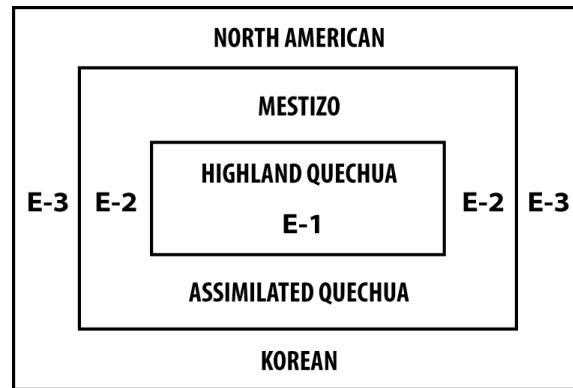 NORTH AMERICAN
MESTIZO
HIGHLAND QUECHUA
E-3 E-2 E-2 E-3
E-1
ASSIMILATED QUECHUA
KOREAN